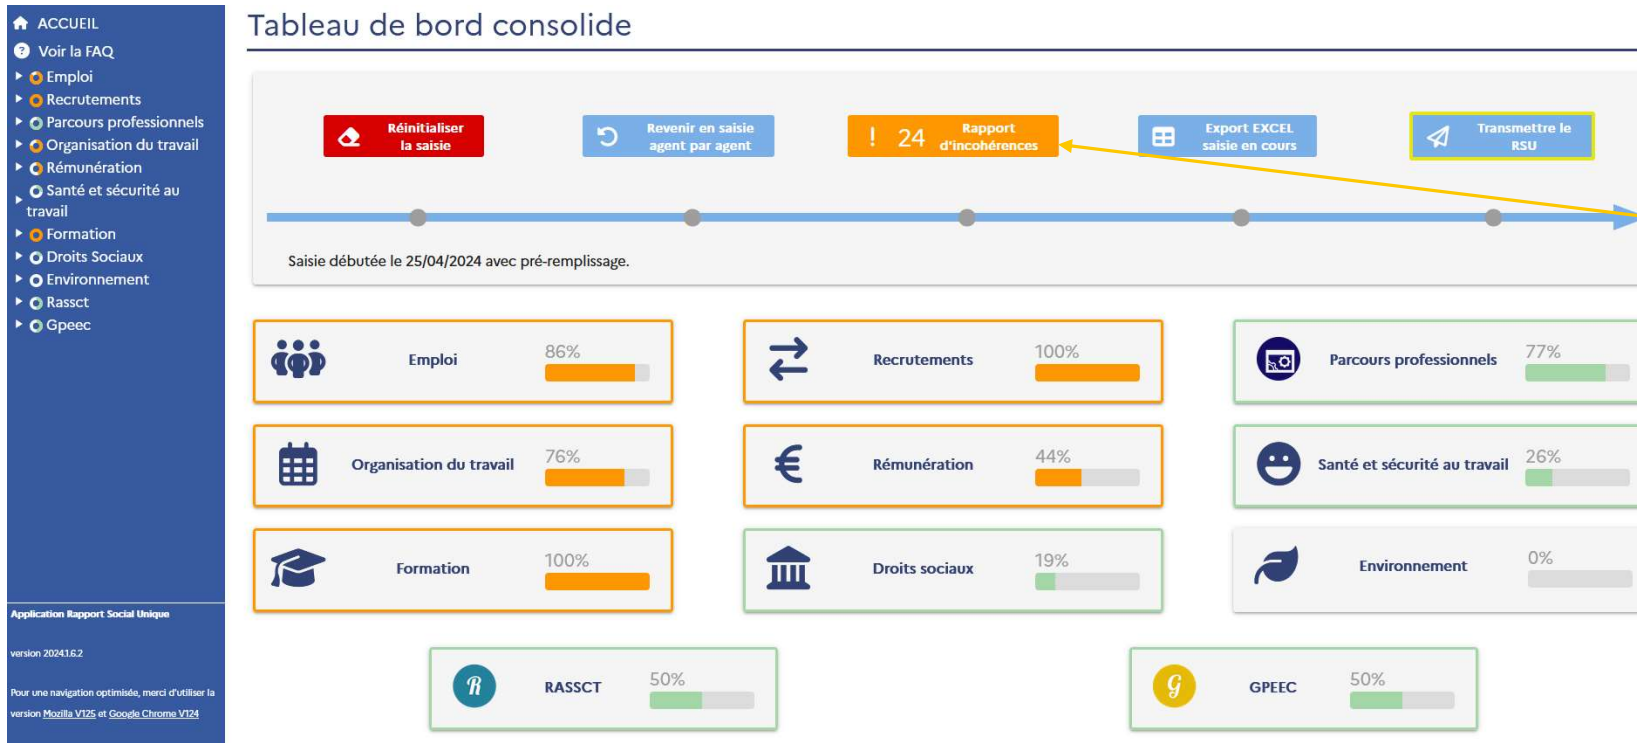 ACCUEIL
Voir la FAQ
Emploi
Recrutements
Parcours professionnels
Organisation du travail
Rémunération
Santé et sécurité au
travail
Formation
Droits Sociaux
Environnement
Rassct
Gpeec
Application Rapport Social Unique
version 2024.1.6.2
Pour une navigation optimisée, merci d'utiliser la
version Mozilla V125 et Google Chrome V124
Tableau de bord consolide
Réinitialiser
la saisie
Revenir en saisie
agent par agent
! 24 Rapport
d'incohérences
Export EXCEL
saisie en cours
Transmettre le
RSU
Saisie débutée le 25/04/2024 avec pré-remplissage.
Emploi 86%
Recrutements 100%
Parcours professionnels 77%
Organisation du travail 76%
Rémunération 44%
Santé et sécurité au travail 26%
Formation 100%
Droits sociaux 19%
Environnement 0%
R RASSCT 50%
G GPEEC 50%